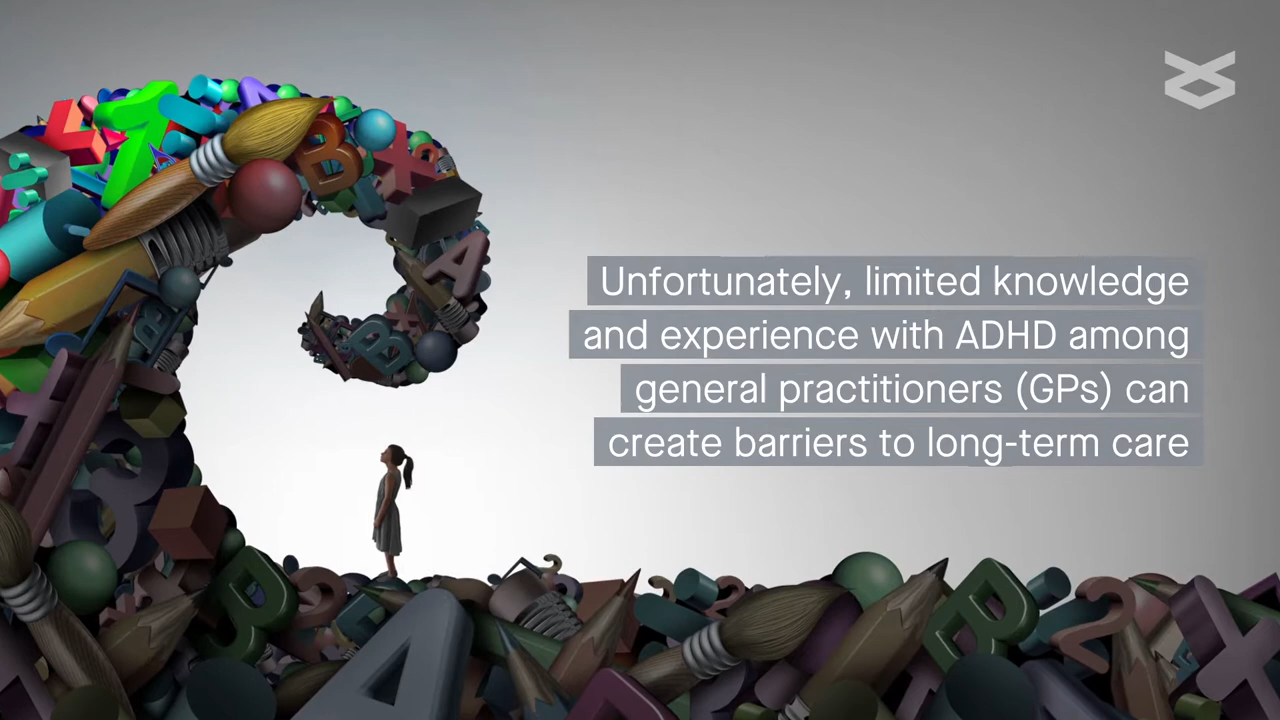 Unfortunately, limited knowledge
and experience with ADHD among
general practitioners (GPs) can
create barriers to long-term care